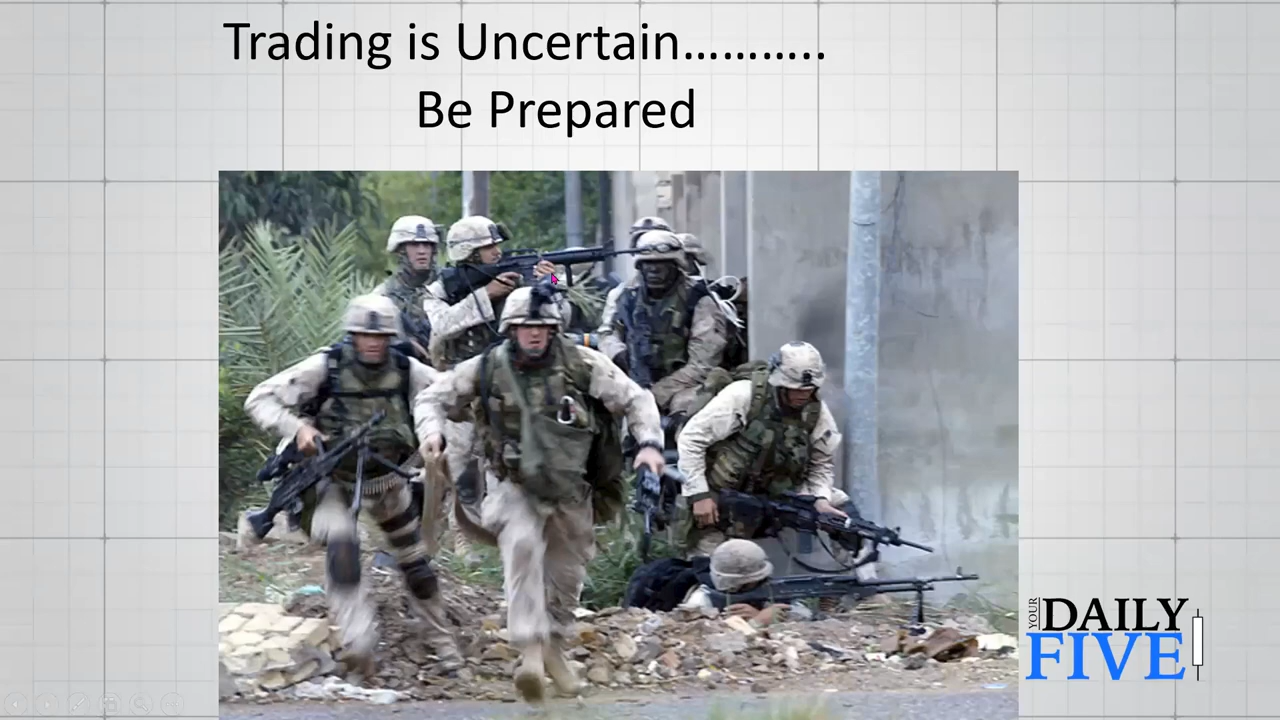 Trading is Uncertain………..
Be Prepared
YOUR
DAILY
FIVE